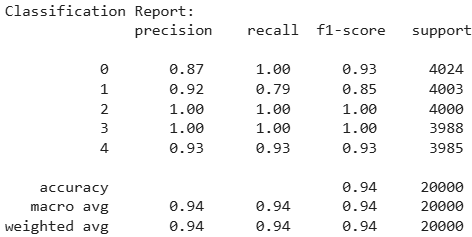 Classification Report:
precision recall f1-score support
0 0.87 1.00 0.93 4024
1 0.92 0.79 0.85 4003
2 1.00 1.00 1.00 4000
3 1.00 1.00 1.00 3988
4 0.93 0.93 0.93 3985
accuracy 0.94 20000
macro avg 0.94 0.94 0.94 20000
weighted avg 0.94 0.94 0.94 20000